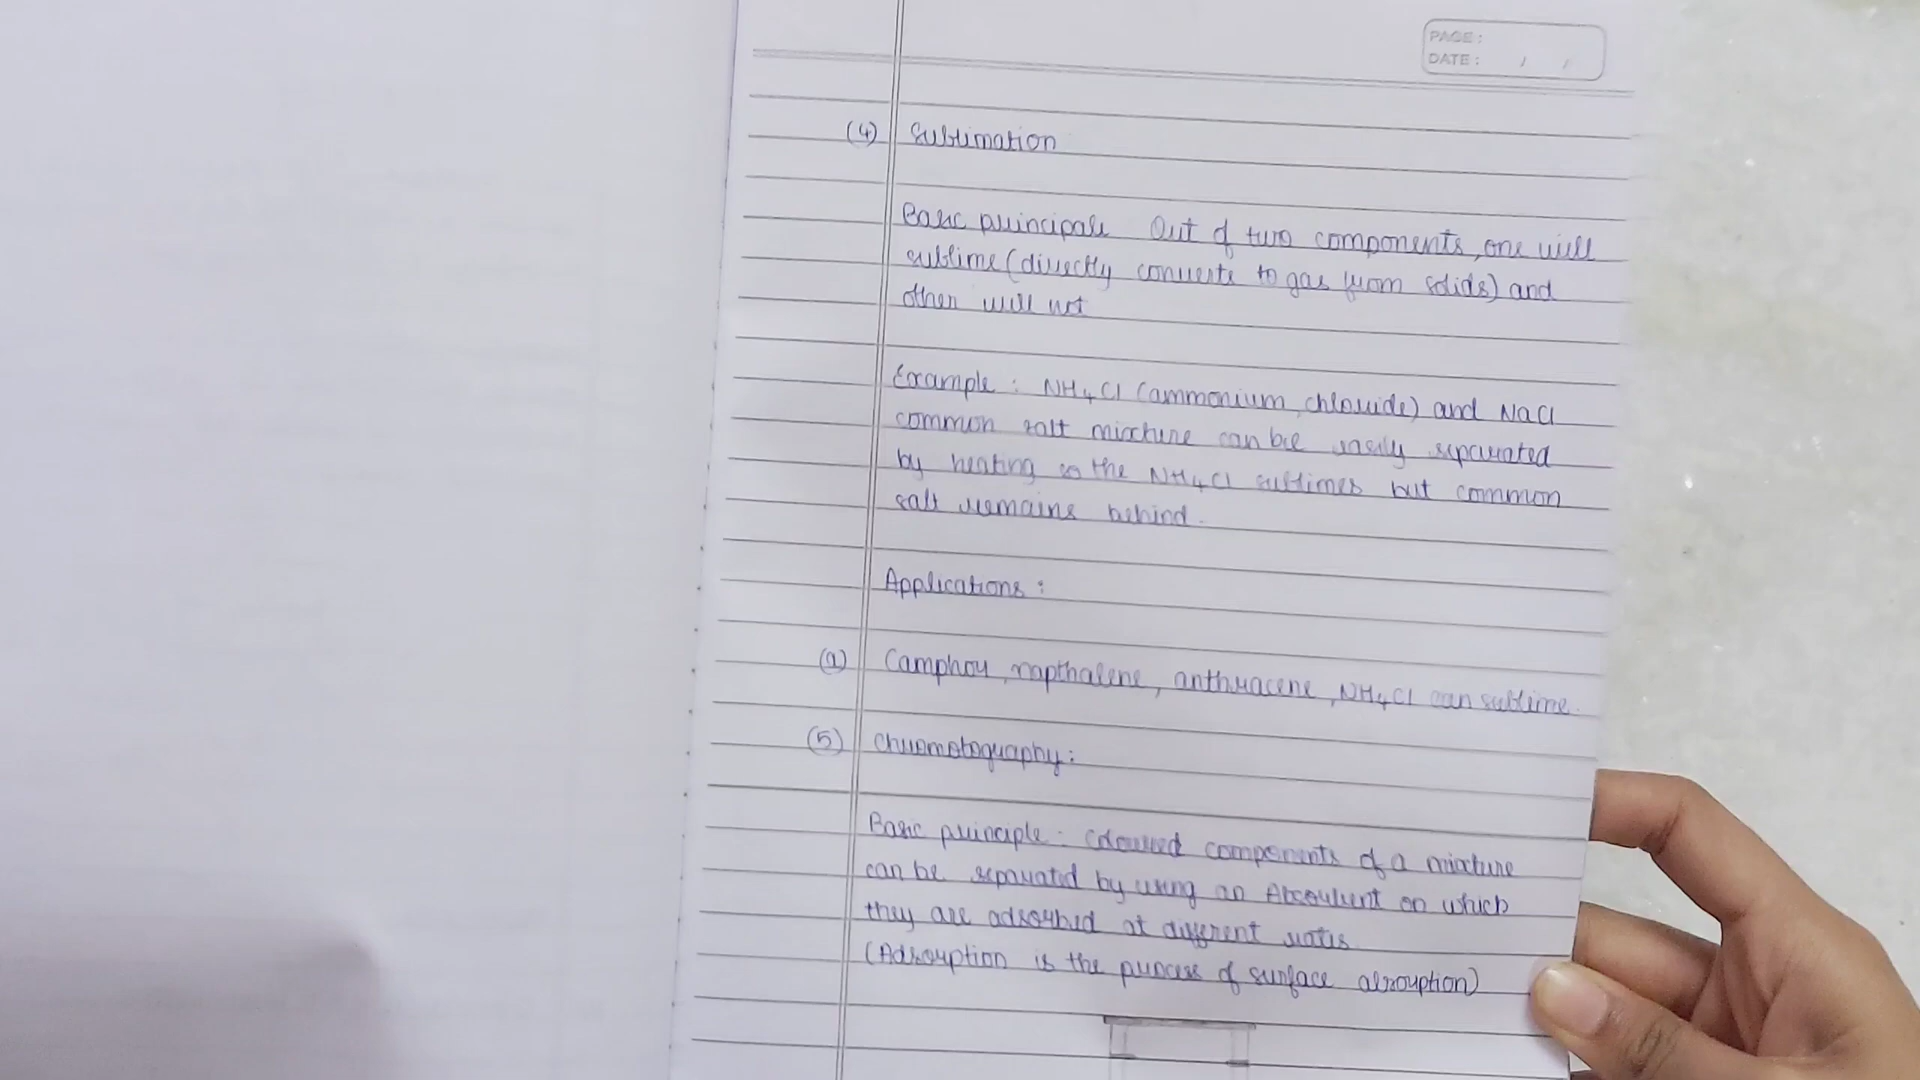 PAGE :
DATE : / /
(4) Sublimation
Basic principale Out of two components, one will
sublime (directly converts to gas from solids) and
other will not
Example : NH4Cl (ammonium chloride) and NaCl
common salt mixture can be easily separated
by heating as the NH4Cl sublimes but common
salt remains behind.
Applications :
(a) Camphor, napthalene, anthracene, NH4Cl can sublime.
(5) Chromotography :
Basic principle : Coloured components of a mixture
can be separated by using an on which
they are adsorbed at different rates
(Adsorption is the process of surface absorption)